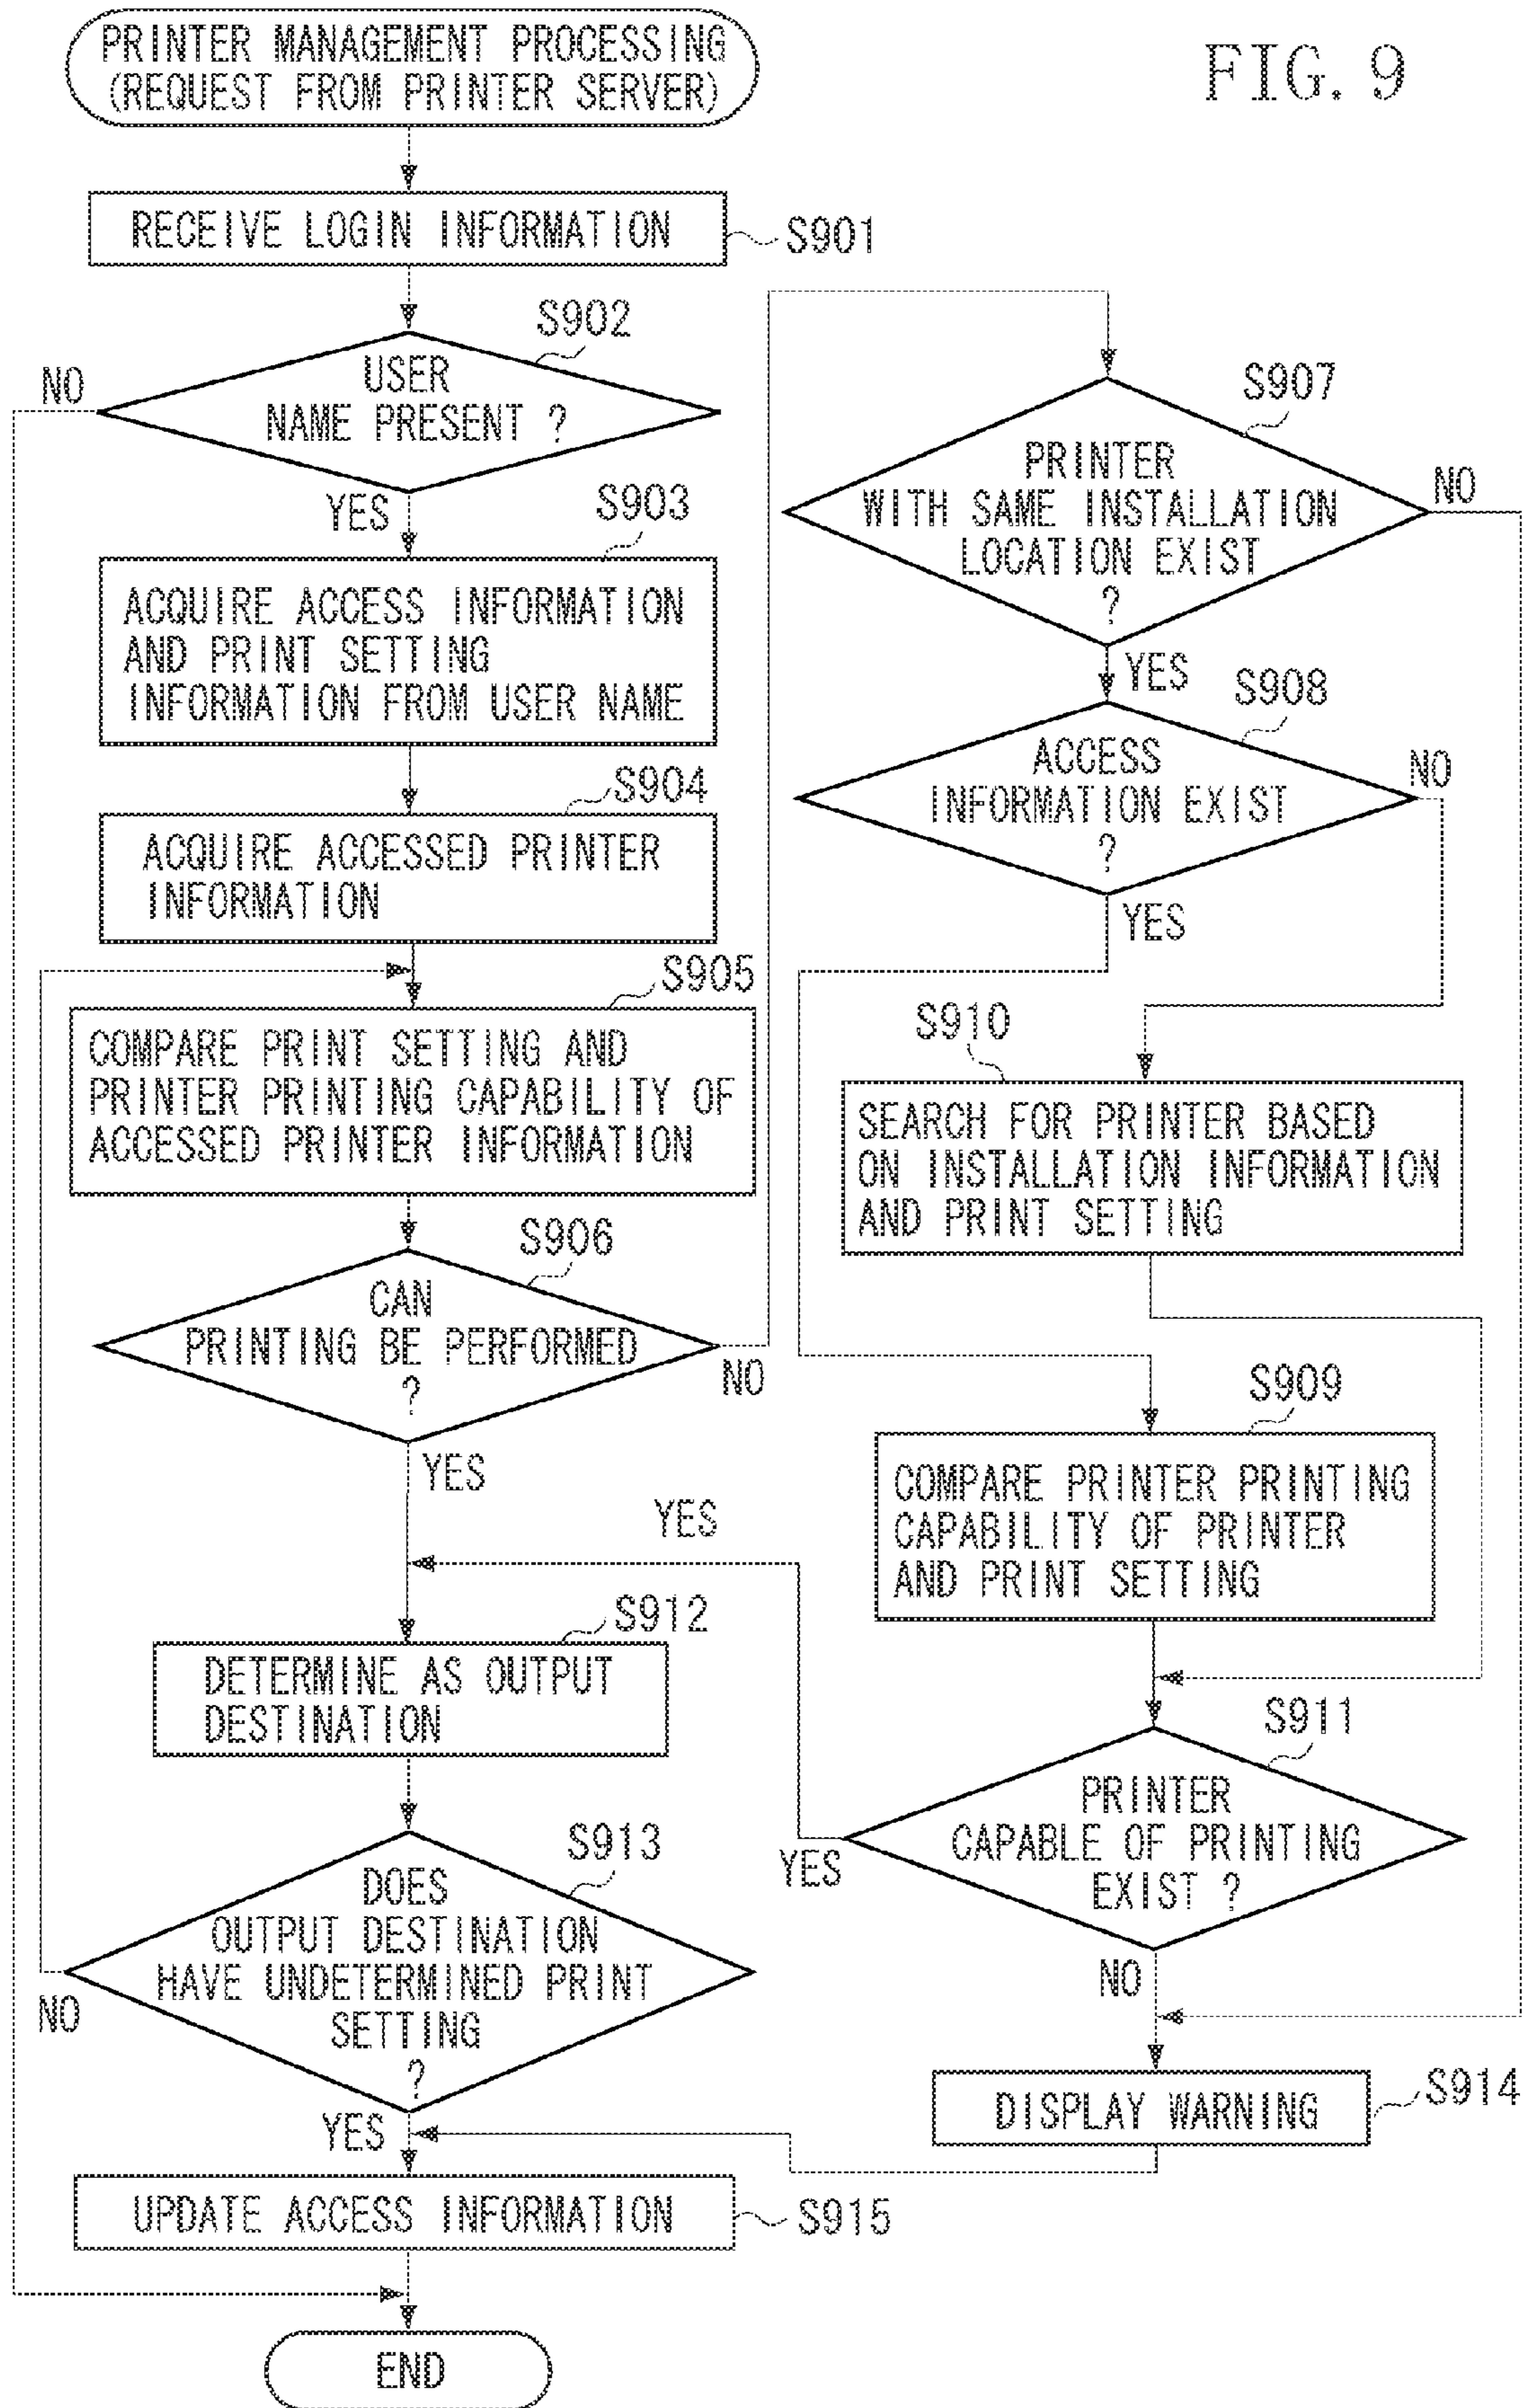 PRINTER MANAGEMENT PROCESSING
(REQUEST FROM PRINTER SERVER)
FIG. 9
RECEIVE LOGIN INFORMATION
S901
S902
USER
NAME PRESENT ?
NO
YES
S903
ACQUIRE ACCESS INFORMATION
AND PRINT SETTING
INFORMATION FROM USER NAME
S904
ACQUIRE ACCESSED PRINTER
INFORMATION
S905
COMPARE PRINT SETTING AND
PRINTER PRINTING CAPABILITY OF
ACCESSED PRINTER INFORMATION
S906
CAN
PRINTING BE PERFORMED
?
NO
YES
S907
PRINTER
WITH SAME INSTALLATION
LOCATION EXIST
?
NO
YES
S908
ACCESS
INFORMATION EXIST
?
NO
YES
S910
SEARCH FOR PRINTER BASED
ON INSTALLATION INFORMATION
AND PRINT SETTING
S909
COMPARE PRINTER PRINTING
CAPABILITY OF PRINTER
AND PRINT SETTING
S911
PRINTER
CAPABLE OF PRINTING
EXIST ?
YES
YES
NO
S912
DETERMINE AS OUTPUT
DESTINATION
S913
DOES
OUTPUT DESTINATION
HAVE UNDETERMINED PRINT
SETTING
?
NO
YES
S914
DISPLAY WARNING
UPDATE ACCESS INFORMATION
S915
END